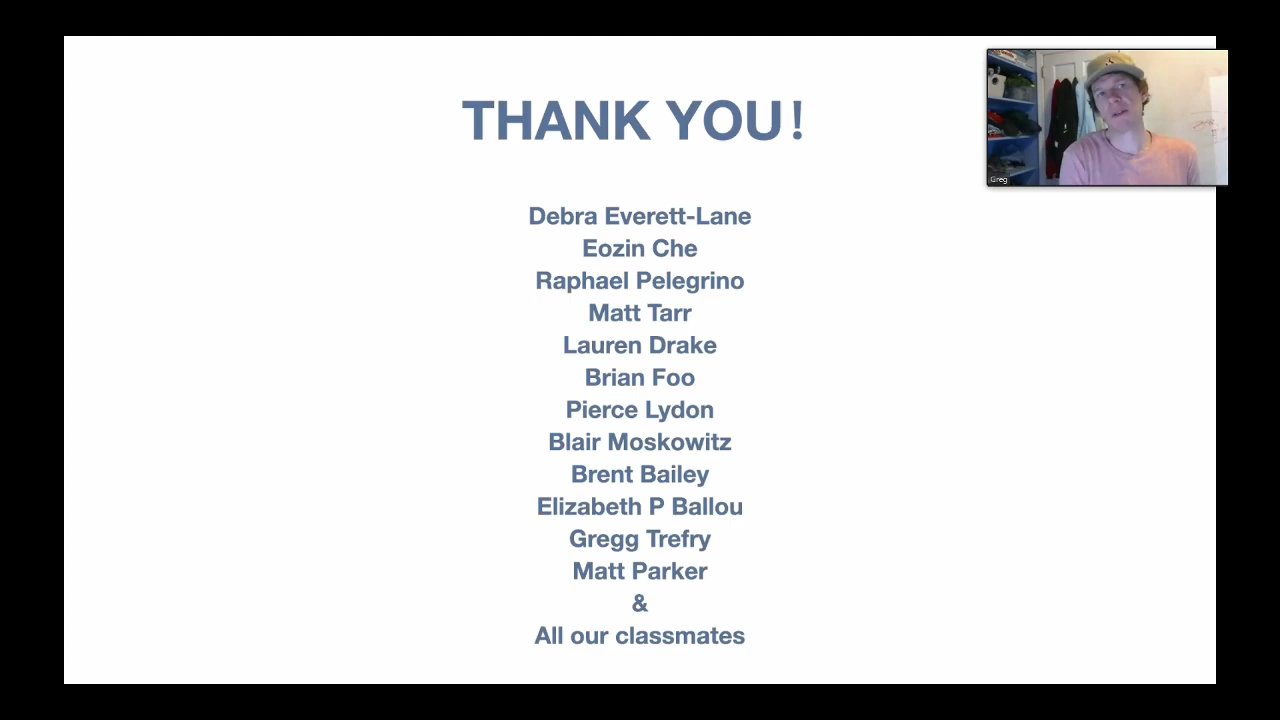 THANK YOU!
Greg
Debra Everett-Lane
Eozin Che
Raphael Pelegrino
Matt Tarr
Lauren Drake
Brian Foo
Pierce Lydon
Blair Moskowitz
Brent Bailey
Elizabeth P Ballou
Gregg Trefry
Matt Parker
&
All our classmates